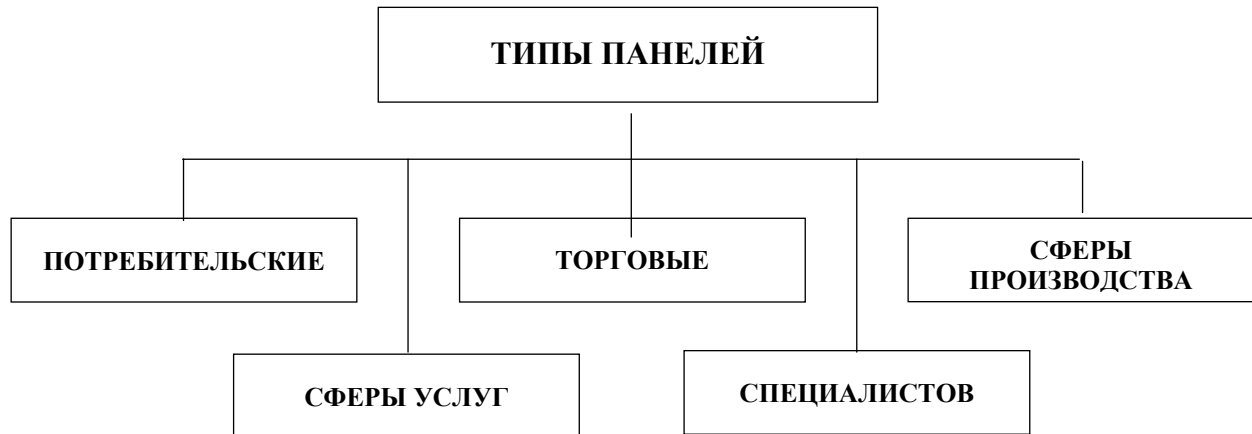 ТИПЫ ПАНЕЛЕЙ
ПОТРЕБИТЕЛЬСКИЕ
ТОРГОВЫЕ
СФЕРЫ
ПРОИЗВОДСТВА
СФЕРЫ УСЛУГ
СПЕЦИАЛИСТОВ